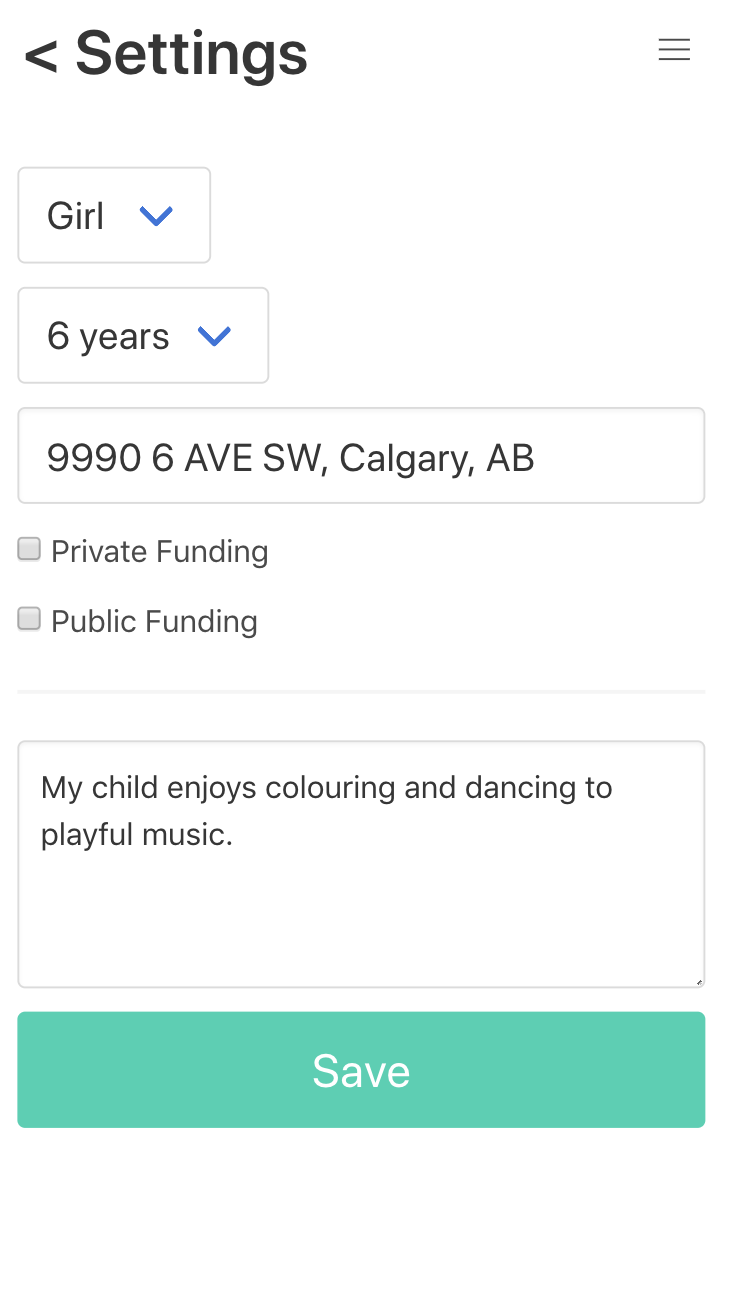 < Settings
Girl
6 years
9990 6 AVE SW, Calgary, AB
Private Funding
Public Funding
My child enjoys colouring and dancing to
playful music.
Save